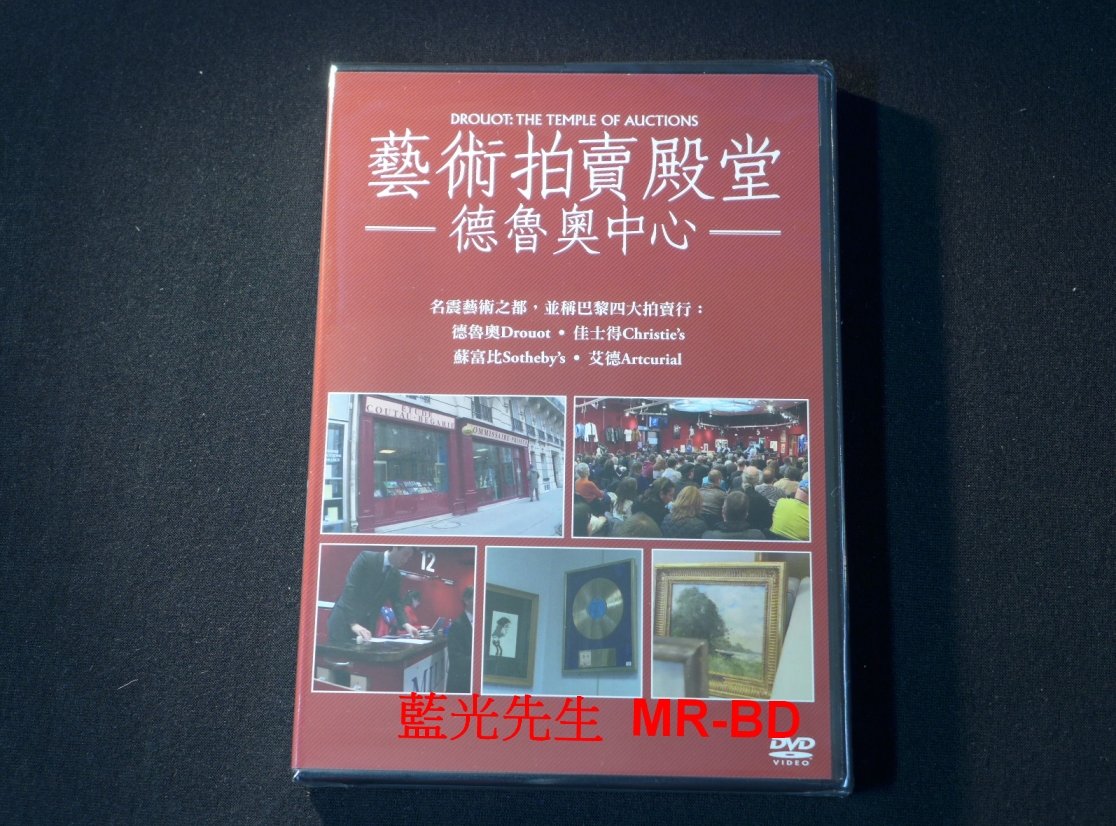 DROUOT: THE TEMPLE OF AUCTIONS
藝術拍賣殿堂
德魯奧中心
名震藝術之都，並稱巴黎四大拍賣行：
德魯奧Drouot • 佳士得Christie's
蘇富比Sotheby's • 艾德Artcurial
COUTAU-BEGARIE
COMMISSAIRE-PRISEUR
12
藍光先生 MR-BD
DVD
VIDEO